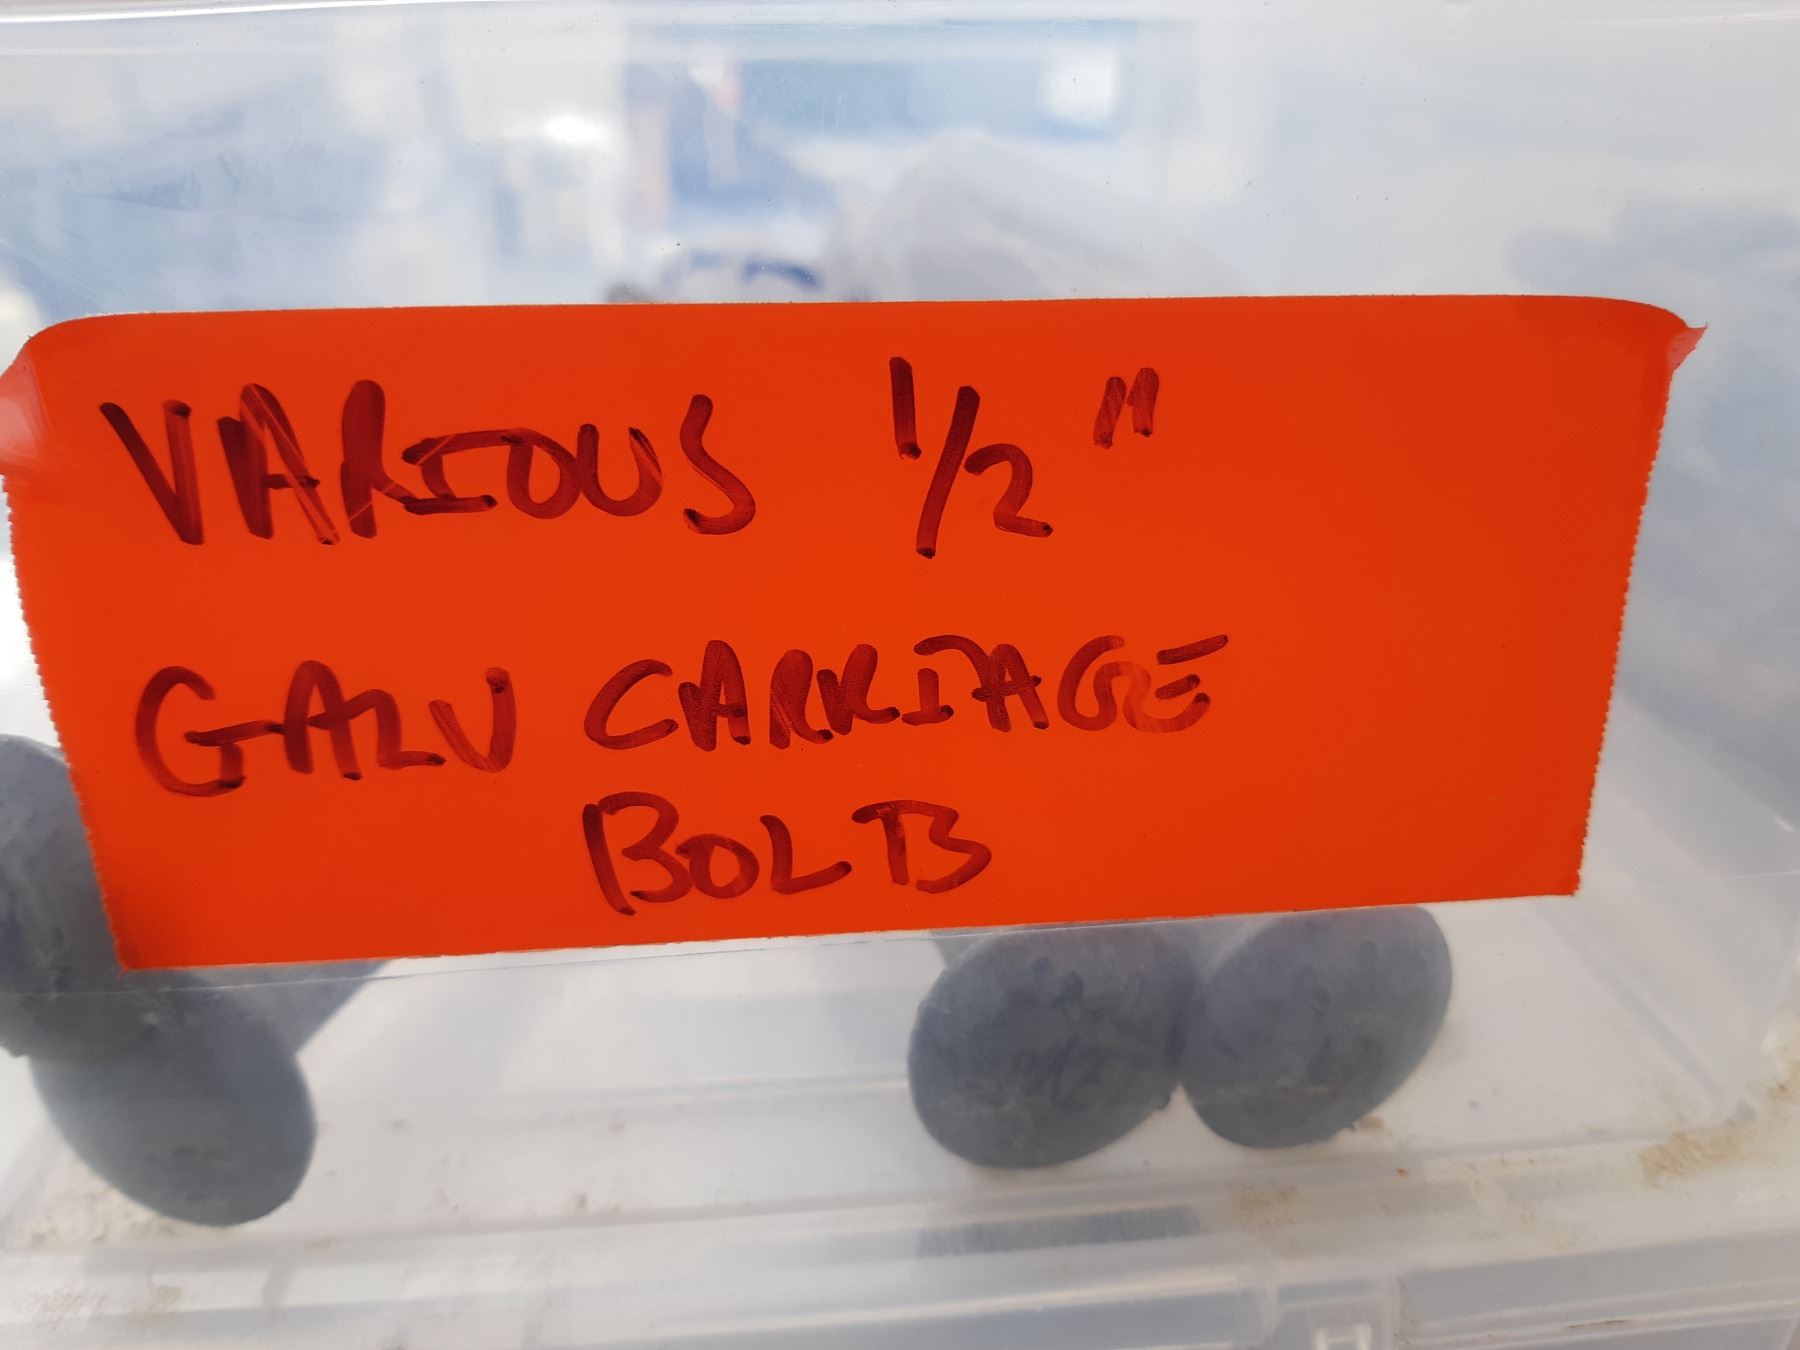 VARIOUS 1/2"
GALV CARRIAGE
BOLTS